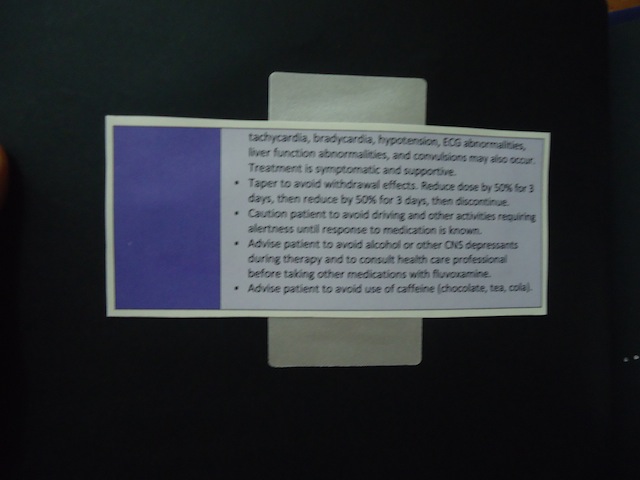 tachycardia, bradycardia, hypotension, ECG abnormalities,
liver function abnormalities, and convulsions may also occur.
Treatment is symptomatic and supportive.
• Taper to avoid withdrawal effects. Reduce dose by 50% for 3
days, then reduce by 50% for 3 days, then discontinue.
• Caution patient to avoid driving and other activities requiring
alertness until response to medication is known.
• Advise patient to avoid alcohol or other CNS depressants
during therapy and to consult health care professional
before taking other medications with fluvoxamine.
• Advise patient to avoid use of caffeine (chocolate, tea, cola).